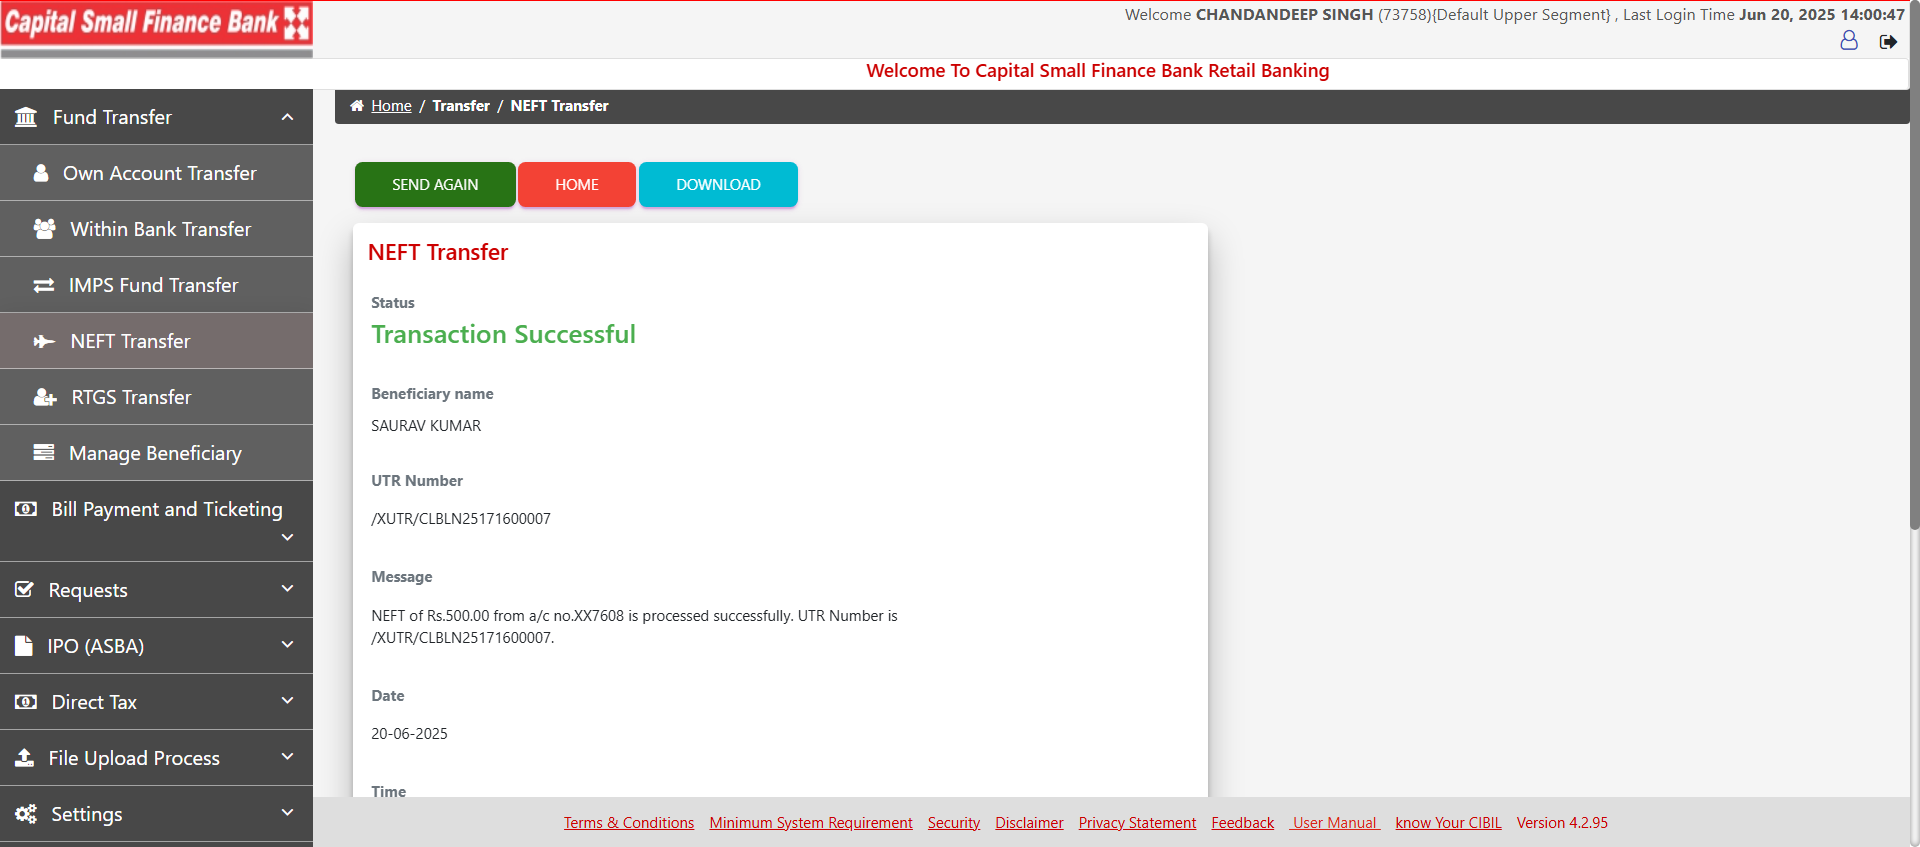 Capital Small Finance Bank
Welcome CHANDANDEEP SINGH (73758){Default Upper Segment} , Last Login Time Jun 20, 2025 14:00:47
Welcome To Capital Small Finance Bank Retail Banking
Home / Transfer / NEFT Transfer
Fund Transfer
Own Account Transfer
Within Bank Transfer
IMPS Fund Transfer
NEFT Transfer
RTGS Transfer
Manage Beneficiary
Bill Payment and Ticketing
Requests
IPO (ASBA)
Direct Tax
File Upload Process
Settings
SEND AGAIN HOME DOWNLOAD
NEFT Transfer
Status
Transaction Successful
Beneficiary name
SAURAV KUMAR
UTR Number
/XUTR/CLBLN25171600007
Message
NEFT of Rs.500.00 from a/c no.XX7608 is processed successfully. UTR Number is
/XUTR/CLBLN25171600007.
Date
20-06-2025
Time
Terms & Conditions Minimum System Requirement Security Disclaimer Privacy Statement Feedback User Manual know Your CIBIL Version 4.2.95